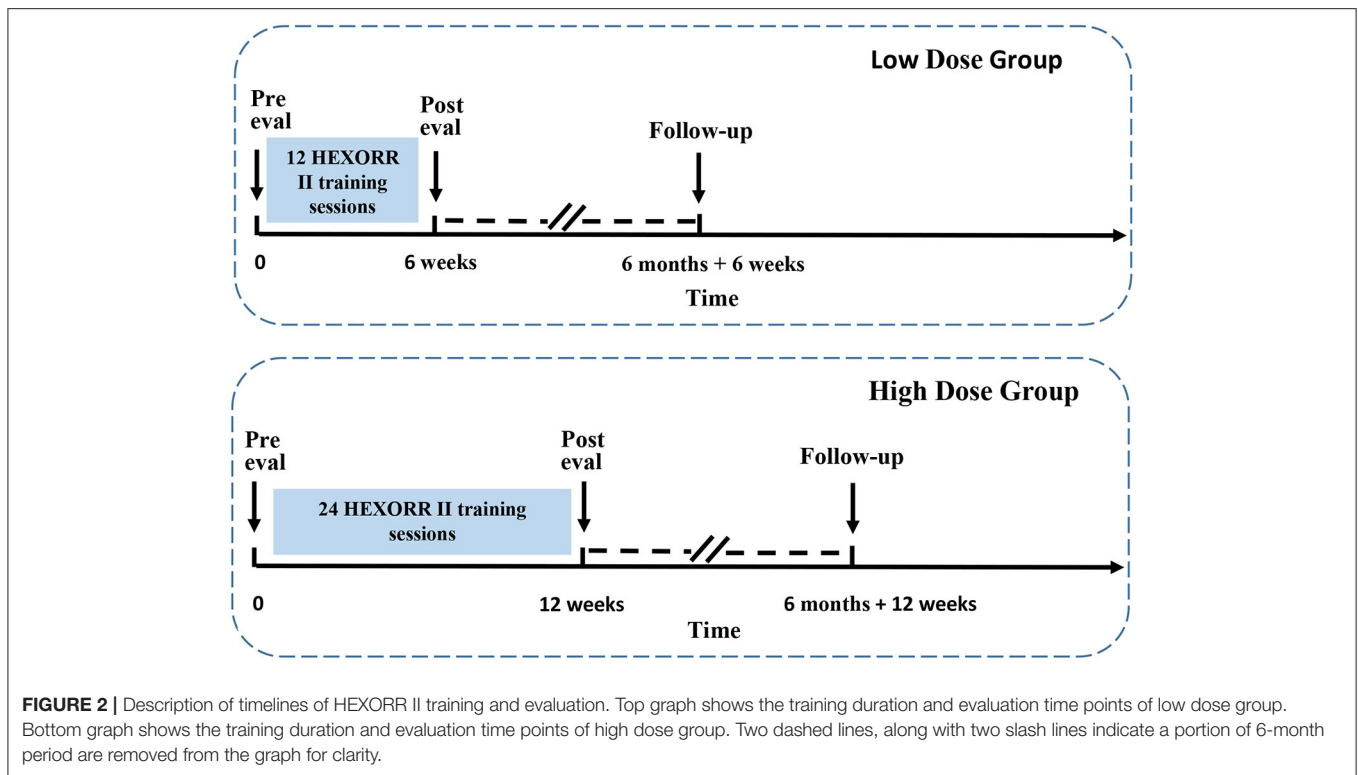 Low Dose Group
Pre
eval
Post
eval
Follow-up
12 HEXORR
II training
sessions
0
6 weeks
6 months + 6 weeks
Time
High Dose Group
Pre
eval
Post
eval
Follow-up
24 HEXORR II training
sessions
0
12 weeks
6 months + 12 weeks
Time
FIGURE 2 | Description of timelines of HEXORR II training and evaluation. Top graph shows the training duration and evaluation time points of low dose group.
Bottom graph shows the training duration and evaluation time points of high dose group. Two dashed lines, along with two slash lines indicate a portion of 6-month
period are removed from the graph for clarity.